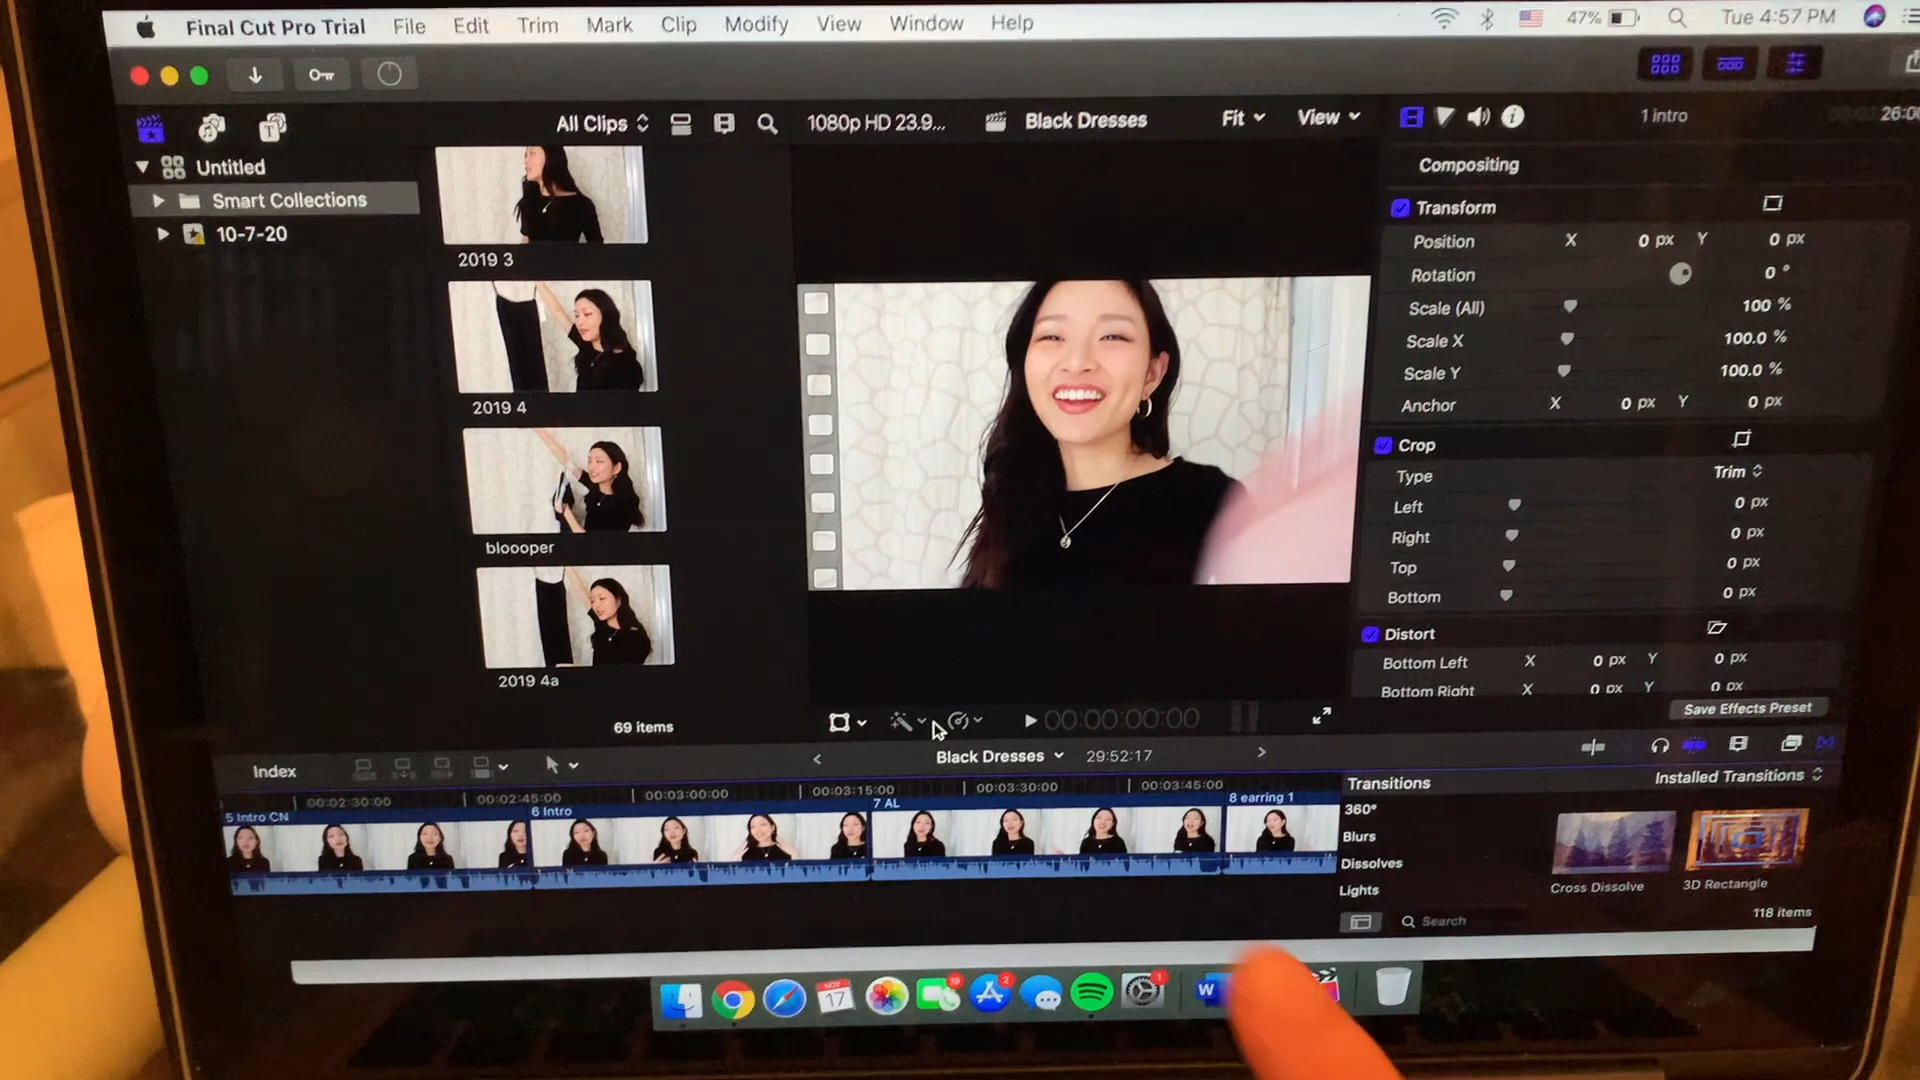 Final Cut Pro Trial File Edit Trim Mark Clip Modify View Window Help 47% Tue 4:57 PM
All Clips
Untitled
Smart Collections
10-7-20
2019 3
2019 4
bloooper
2019 4a
69 items
1080p HD 23.9... Black Dresses Fit View
00:00:00:00
1 intro
Compositing
Transform
Position X 0 px Y 0 px
Rotation 0 °
Scale (All) 100 %
Scale X 100.0 %
Scale Y 100.0 %
Anchor X 0 px Y 0 px
Crop
Type Trim
Left 0 px
Right 0 px
Top 0 px
Bottom 0 px
Distort
Bottom Left X 0 px Y 0 px
Bottom Right X 0 px Y 0 px
Save Effects Preset
Index Black Dresses 29:52:17
00:02:30:00 00:02:45:00 00:03:00:00 00:03:15:00 00:03:30:00 00:03:45:00
5 Intro CN 6 Intro 7 AL 8 earring 1
Transitions Installed Transitions
360°
Blurs
Dissolves
Lights
Cross Dissolve 3D Rectangle
118 items
Search
NOV
17
19
2
1
W